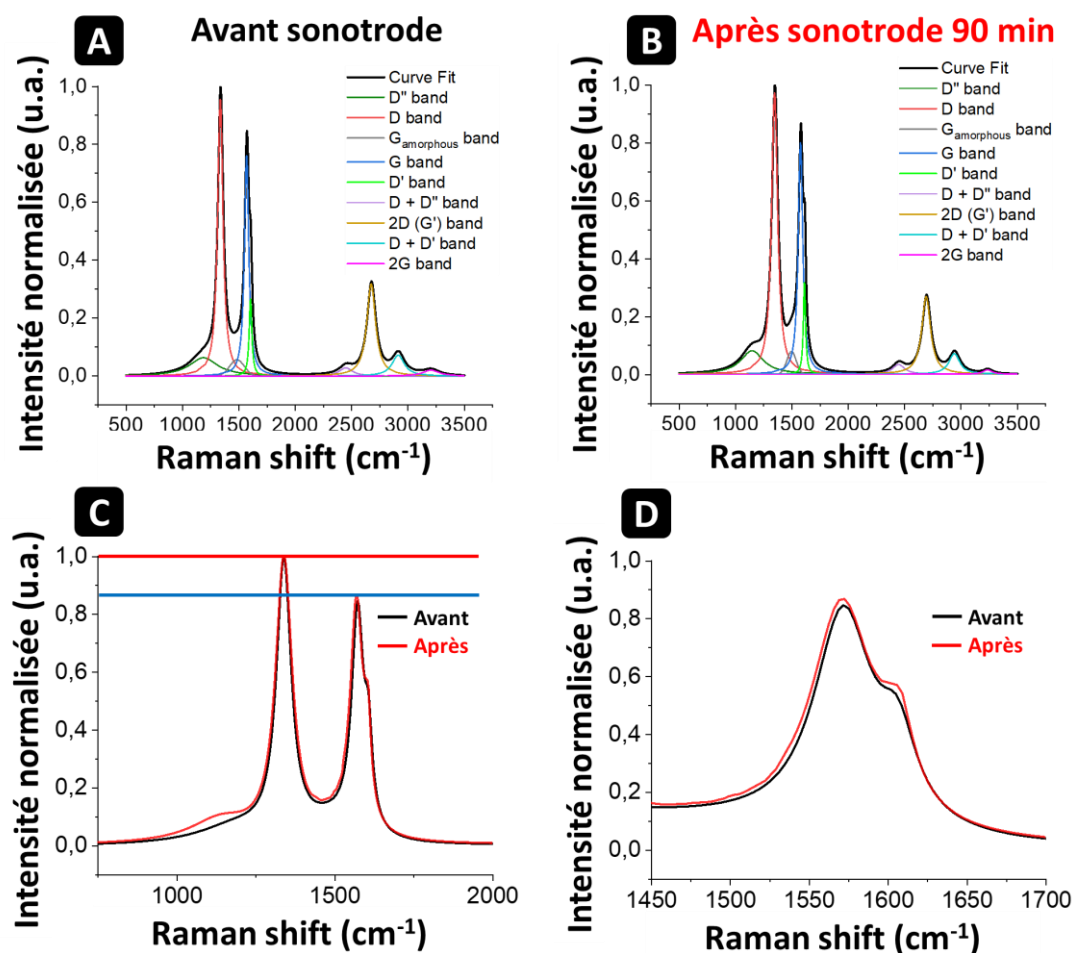 A
Avant sonotrode
Intensité normalisée (u.a.)
1,0
0,8
0,6
0,4
0,2
0,0
Curve Fit
D" band
D band
Gamorphous band
G band
D' band
D + D" band
2D (G') band
D + D' band
2G band
500 1000 1500 2000 2500 3000 3500
Raman shift (cm-1)
B
Après sonotrode 90 min
Intensité normalisée (u.a.)
1,0
0,8
0,6
0,4
0,2
0,0
Curve Fit
D" band
D band
Gamorphous band
G band
D' band
D + D" band
2D (G') band
D + D' band
2G band
500 1000 1500 2000 2500 3000 3500
Raman shift (cm-1)
C
Intensité normalisée (u.a.)
1,0
0,8
0,6
0,4
0,2
0,0
Avant
Après
1000 1500 2000
Raman shift (cm-1)
D
Intensité normalisée (u.a.)
1,0
0,8
0,6
0,4
0,2
0,0
Avant
Après
1450 1500 1550 1600 1650 1700
Raman shift (cm-1)